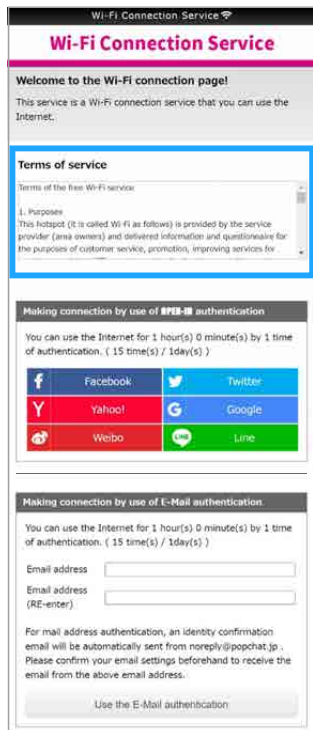 Wi-Fi Connection Service
Wi-Fi Connection Service
Welcome to the Wi-Fi connection page!
This service is a Wi-Fi connection service that you can use the
Internet.
Terms of service
Terms of the free Wi-Fi service
1. Purposes
This hotspot (it is called Wi-Fi as follows) is provided by the service
provider (area owners) and delivered information and questionnaire for
the purposes of customer service, promotion, improving services for
Making connection by use of OPEN-ID authentication
You can use the Internet for 1 hour(s) 0 minute(s) by 1 time
of authentication. ( 15 time(s) / 1day(s) )
Facebook
Twitter
Yahoo!
Google
Weibo
LINE
Line
Making connection by use of E-Mail authentication.
You can use the Internet for 1 hour(s) 0 minute(s) by 1 time
of authentication. ( 15 time(s) / 1day(s) )
Email address
Email address
(RE-enter)
For mail address authentication, an identity confirmation
email will be automatically sent from noreply@popchat.jp .
Please confirm your email settings beforehand to receive the
email from the above email address.
Use the E-Mail authentication